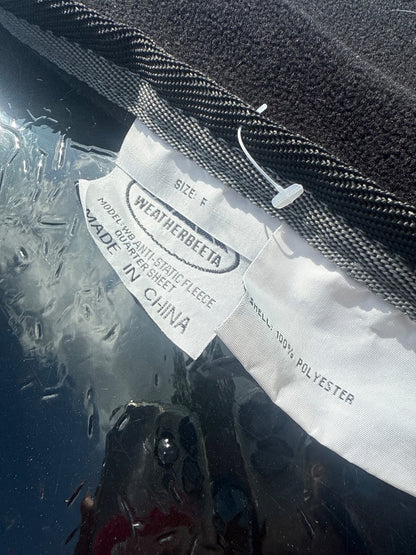 SIZE: F
WEATHERBEETA
MODEL: WB ANTI-STATIC FLEECE
QUARTER SHEET
MADE IN CHINA
SHELL: 100% POLYESTER